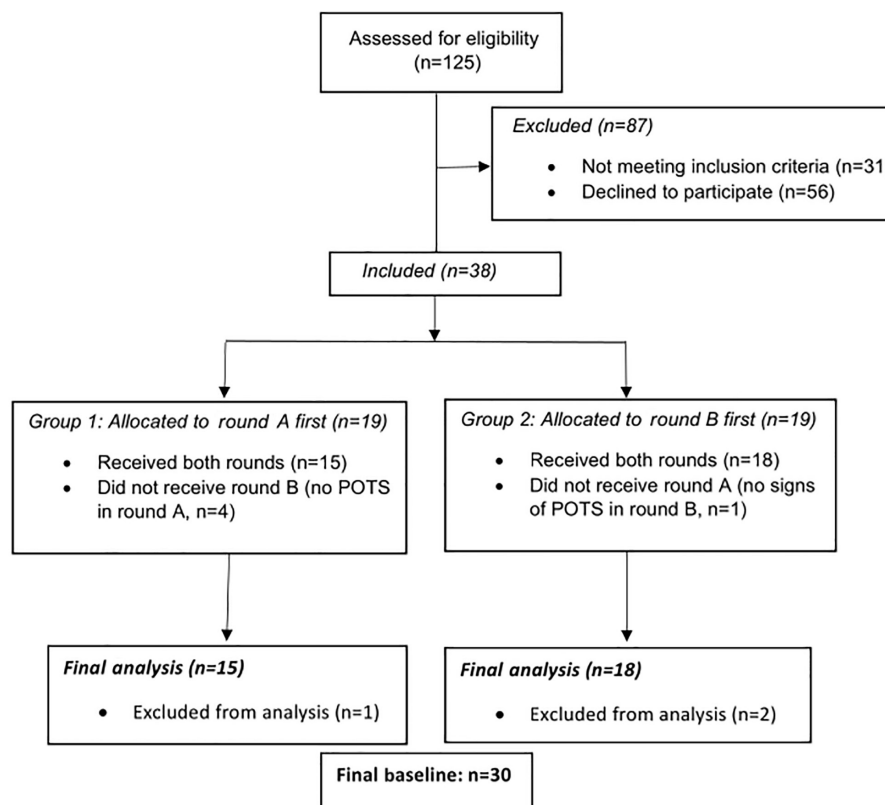 Assessed for eligibility
(n=125)
Excluded (n=87)
• Not meeting inclusion criteria (n=31
• Declined to participate (n=56)
Included (n=38)
Group 1: Allocated to round A first (n=19)
• Received both rounds (n=15)
• Did not receive round B (no POTS
in round A, n=4)
Group 2: Allocated to round B first (n=19)
• Received both rounds (n=18)
• Did not receive round A (no signs
of POTS in round B, n=1)
Final analysis (n=15)
• Excluded from analysis (n=1)
Final analysis (n=18)
• Excluded from analysis (n=2)
Final baseline: n=30